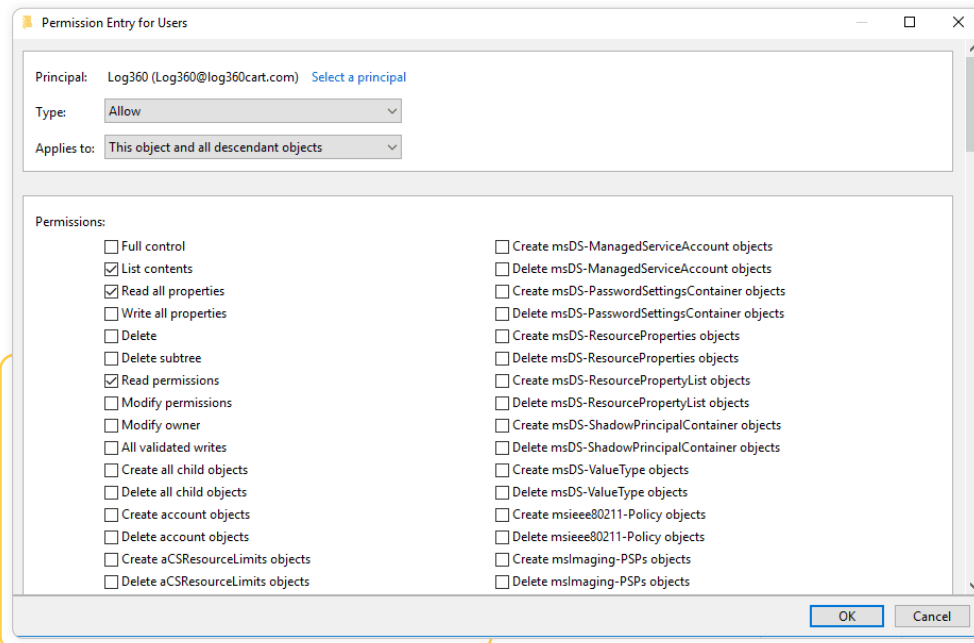 Permission Entry for Users
Principal: Log360 (Log360@log360cart.com) Select a principal
Type: Allow
Applies to: This object and all descendant objects
Permissions:
Full control
List contents
Read all properties
Write all properties
Delete
Delete subtree
Read permissions
Modify permissions
Modify owner
All validated writes
Create all child objects
Delete all child objects
Create account objects
Delete account objects
Create aCSResourceLimits objects
Delete aCSResourceLimits objects
Create msDS-ManagedServiceAccount objects
Delete msDS-ManagedServiceAccount objects
Create msDS-PasswordSettingsContainer objects
Delete msDS-PasswordSettingsContainer objects
Create msDS-ResourceProperties objects
Delete msDS-ResourceProperties objects
Create msDS-ResourcePropertyList objects
Delete msDS-ResourcePropertyList objects
Create msDS-ShadowPrincipalContainer objects
Delete msDS-ShadowPrincipalContainer objects
Create msDS-ValueType objects
Delete msDS-ValueType objects
Create msieee80211-Policy objects
Delete msieee80211-Policy objects
Create msImaging-PSPs objects
Delete msImaging-PSPs objects
OK Cancel